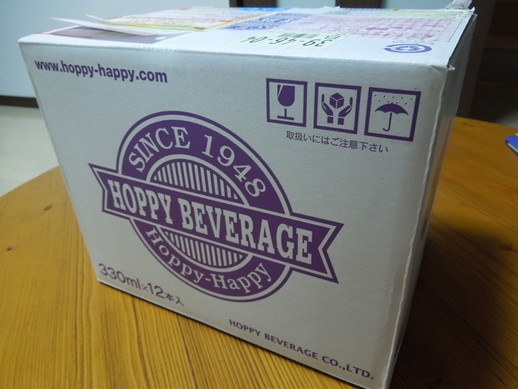 www.hoppy-happy.com
取扱いにはご注意下さい
SINCE 1948
HOPPY BEVERAGE
Hoppy-Happy
330ml×12本入
HOPPY BEVERAGE CO.,LTD.